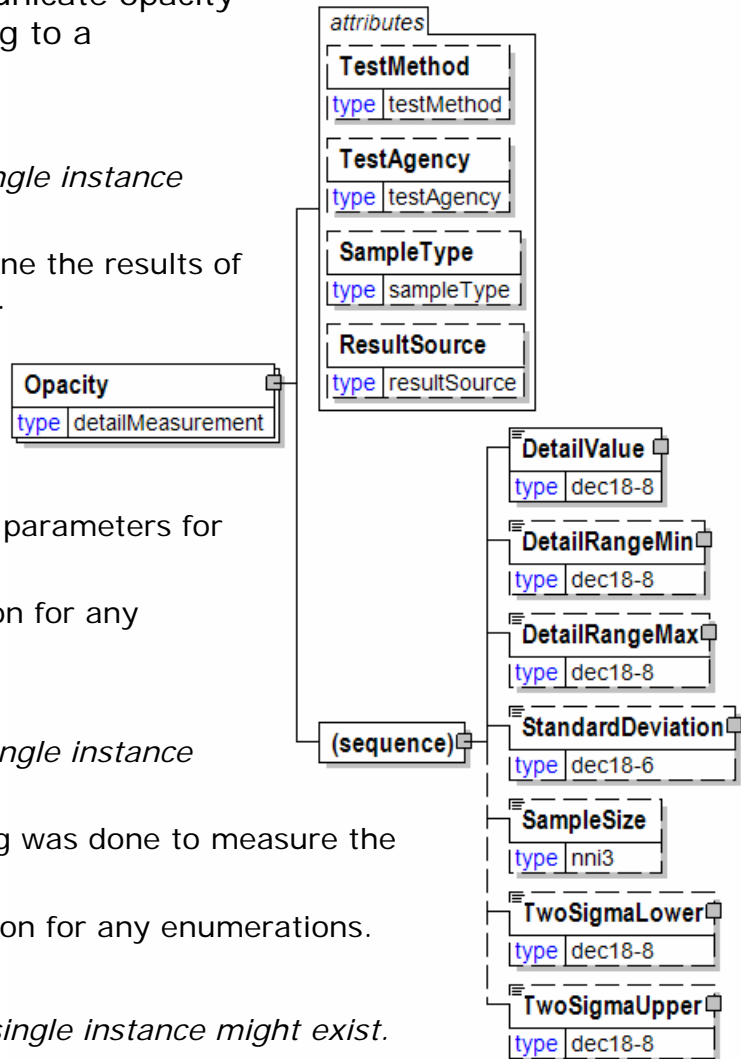 unicate opacity
g to a
ngle instance
ne the results of
.
parameters for
on for any
ngle instance
g was done to measure the
on for any enumerations.
single instance might exist.
Opacity
type detailMeasurement
attributes
TestMethod
type testMethod
TestAgency
type testAgency
SampleType
type sampleType
ResultSource
type resultSource
(sequence)
DetailValue
type dec18-8
DetailRangeMin
type dec18-8
DetailRangeMax
type dec18-8
StandardDeviation
type dec18-6
SampleSize
type nni3
TwoSigmaLower
type dec18-8
TwoSigmaUpper
type dec18-8